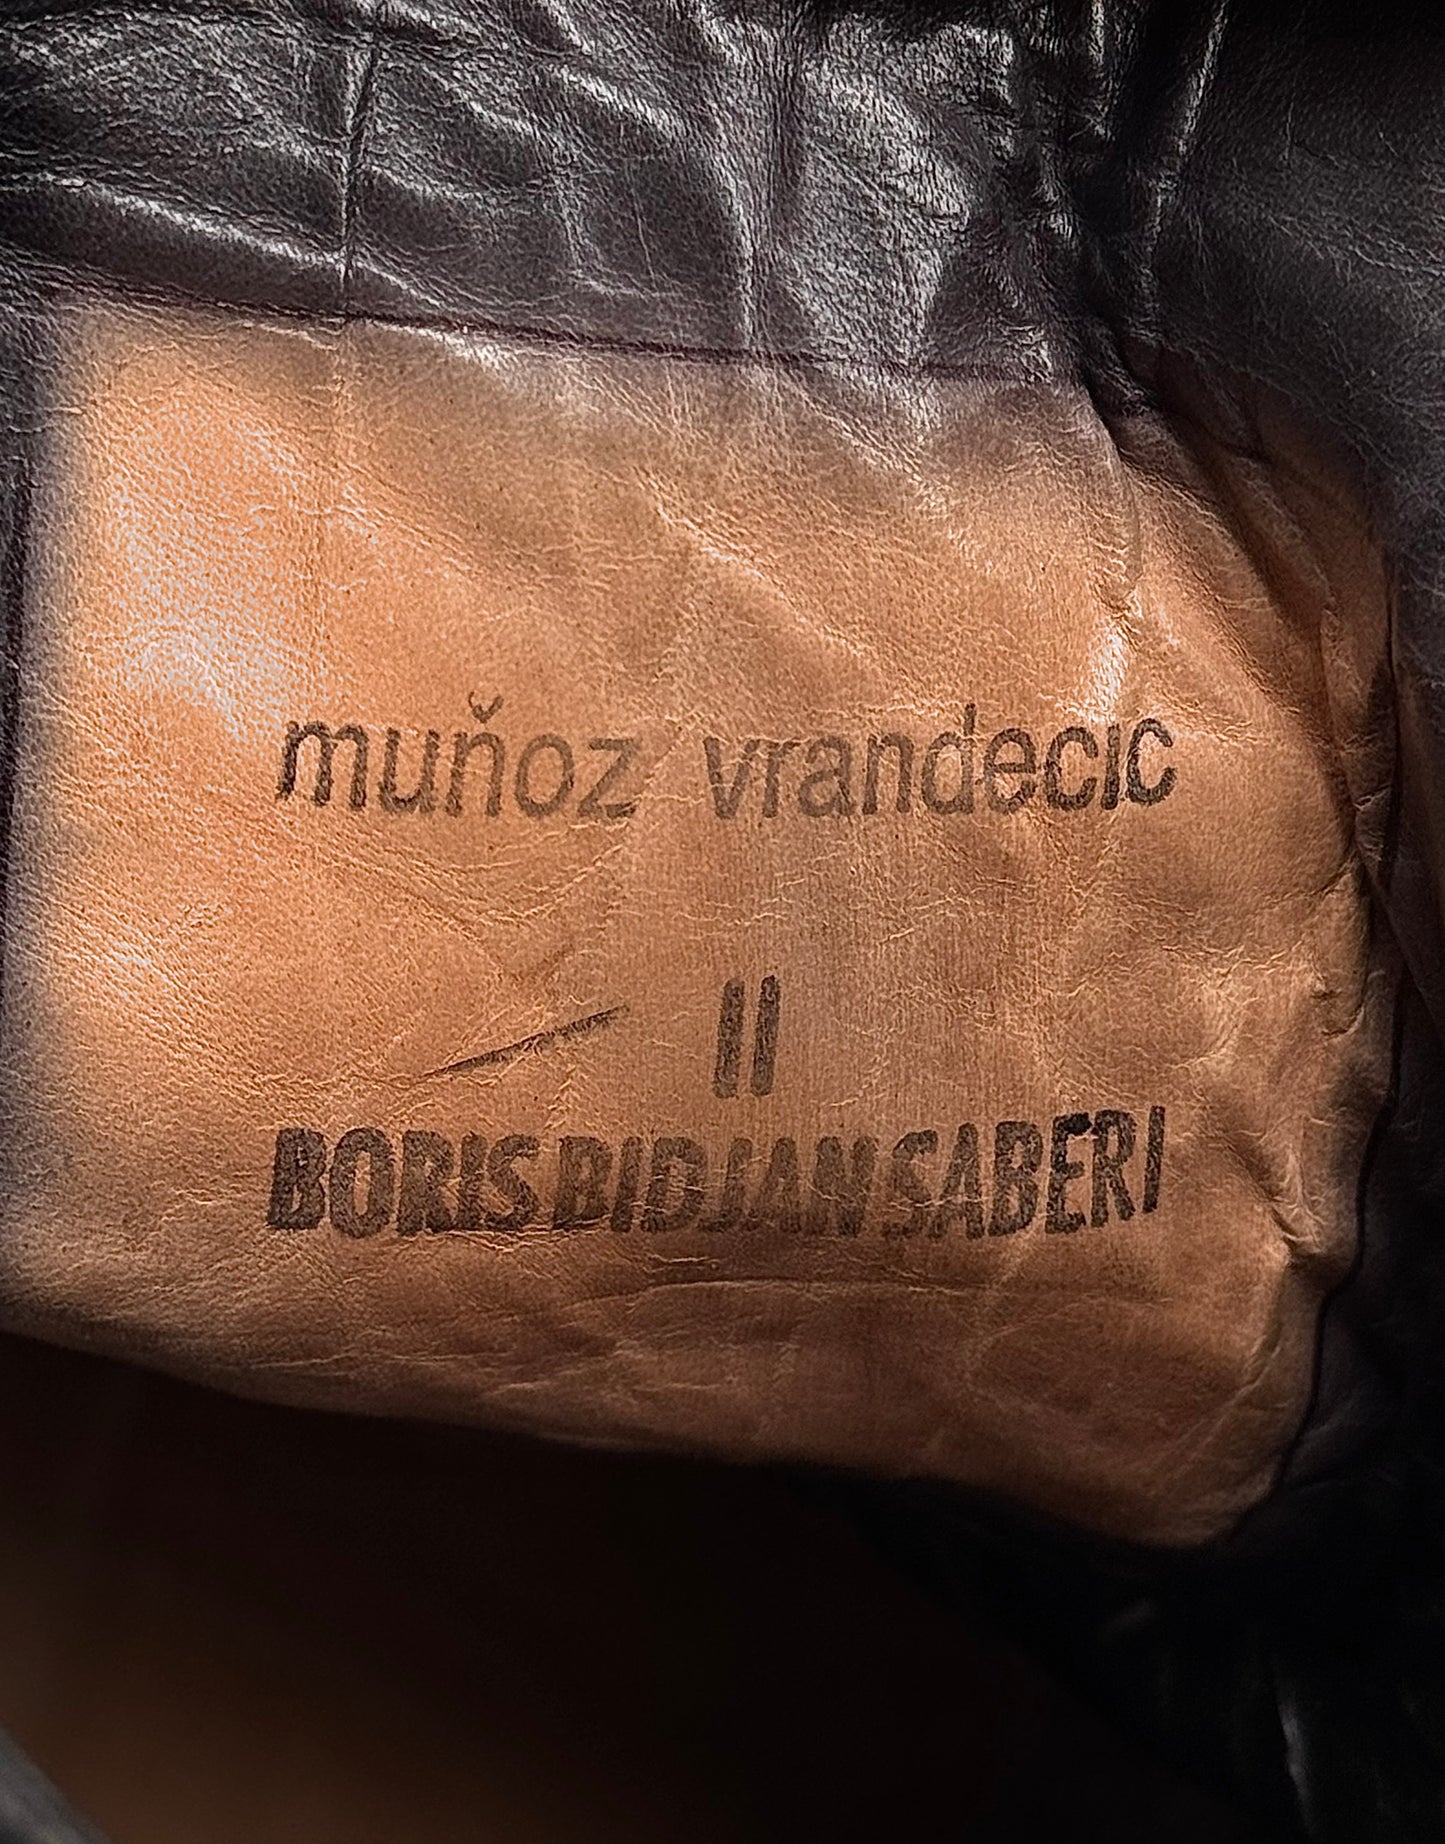 muňoz vrandecic
II
BORIS BIDJAN SABERI